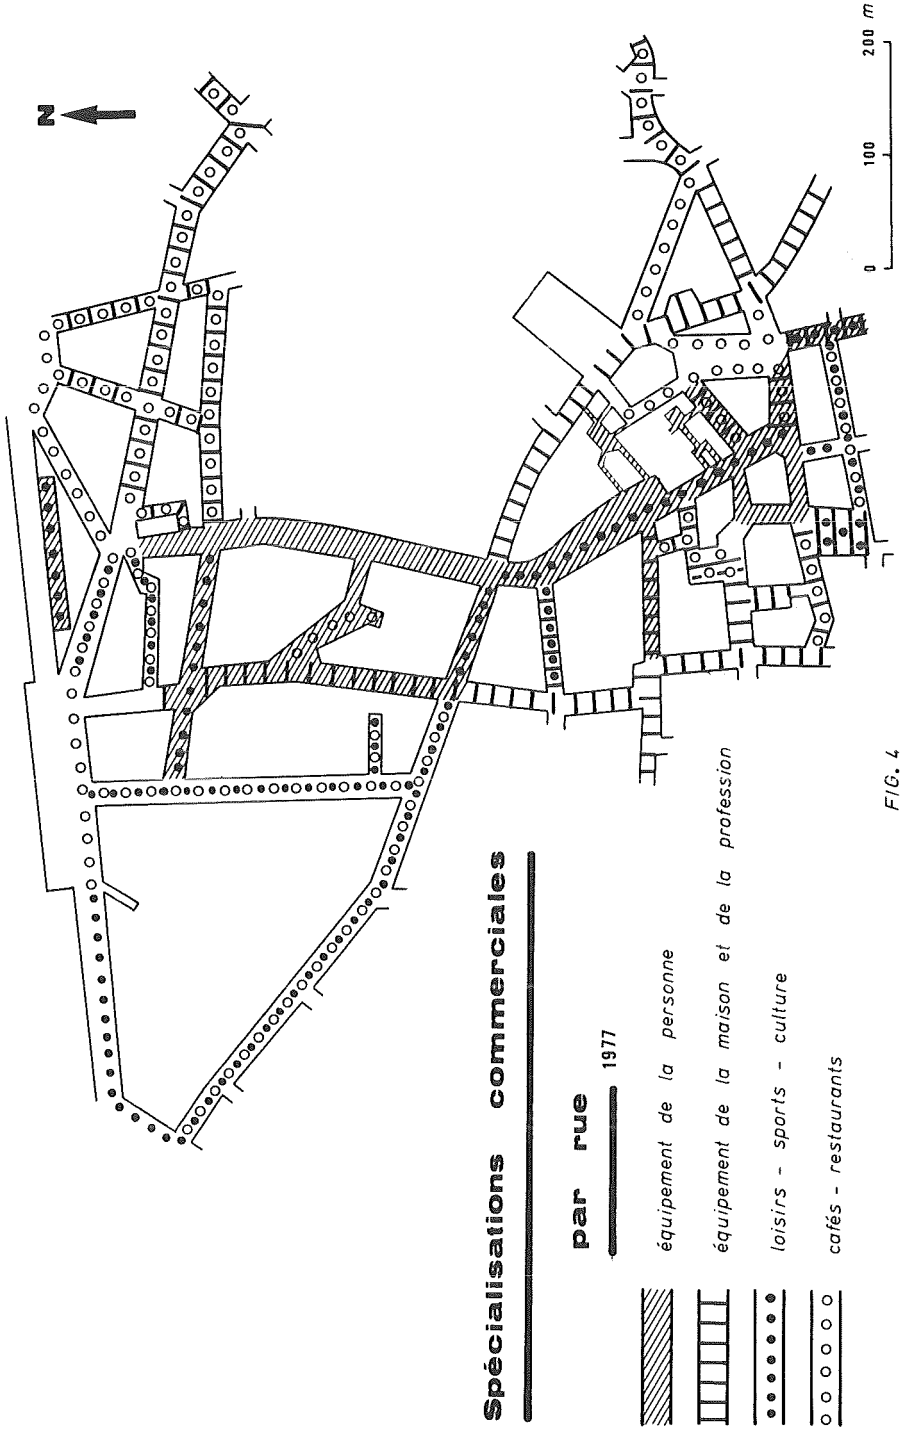 N
Spécialisations commerciales
par rue
1977
équipement de la personne
équipement de la maison et de la profession
loisirs - sports - culture
cafés - restaurants
0 100 200 m
FIG. 4